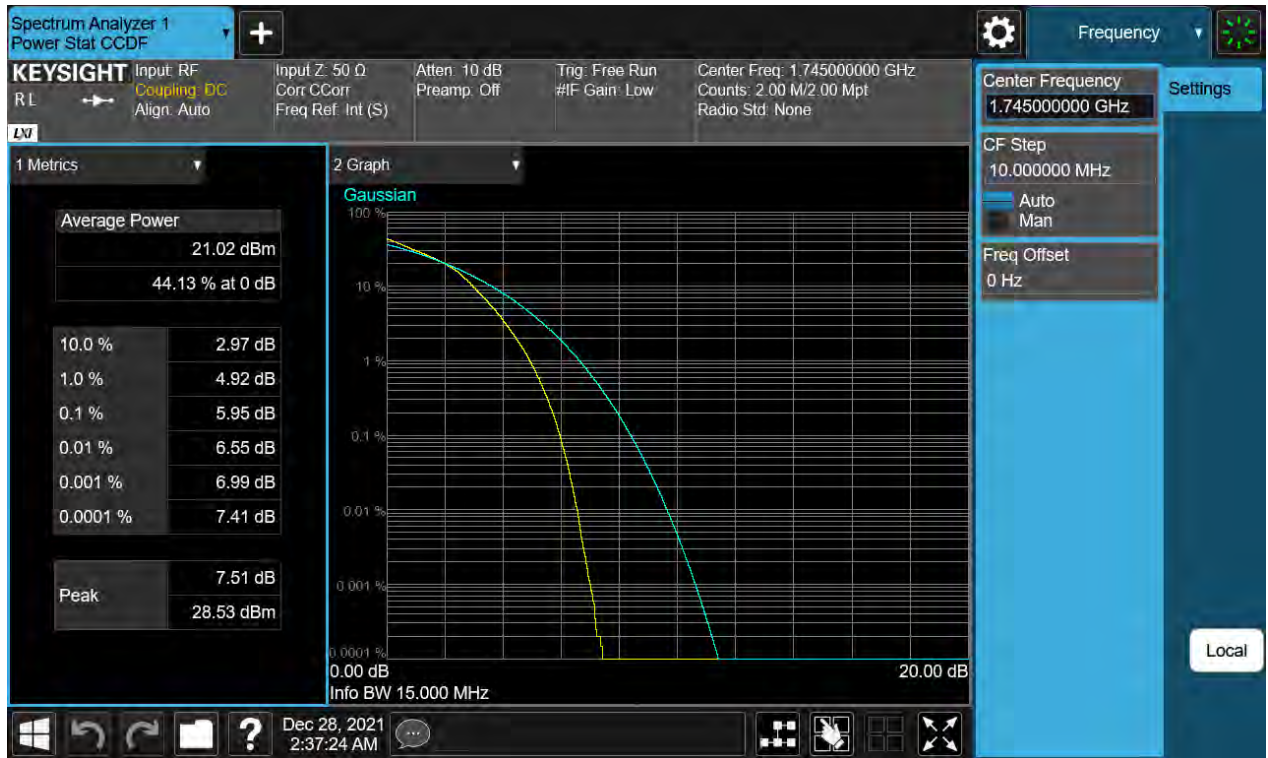 Spectrum Analyzer 1
Power Stat CCDF
+
Frequency
KEYSIGHT
RL
LXI
Input: RF
Coupling: DC
Align: Auto
Input Z: 50 Ω
Corr CCorr
Freq Ref: Int (S)
Atten: 10 dB
Preamp: Off
Trig: Free Run
#IF Gain: Low
Center Freq: 1.745000000 GHz
Counts: 2.00 M/2.00 Mpt
Radio Std: None
1 Metrics
Average Power
21.02 dBm
44.13 % at 0 dB
10.0 % 2.97 dB
1.0 % 4.92 dB
0.1 % 5.95 dB
0.01 % 6.55 dB
0.001 % 6.99 dB
0.0001 % 7.41 dB
Peak
7.51 dB
28.53 dBm
2 Graph
Gaussian
100 %
10 %
1 %
0.1 %
0.01 %
0.001 %
0.0001 %
0.00 dB 20.00 dB
Info BW 15.000 MHz
Center Frequency
1.745000000 GHz
CF Step
10.000000 MHz
Auto
Man
Freq Offset
0 Hz
Settings
Local
?
Dec 28, 2021
2:37:24 AM